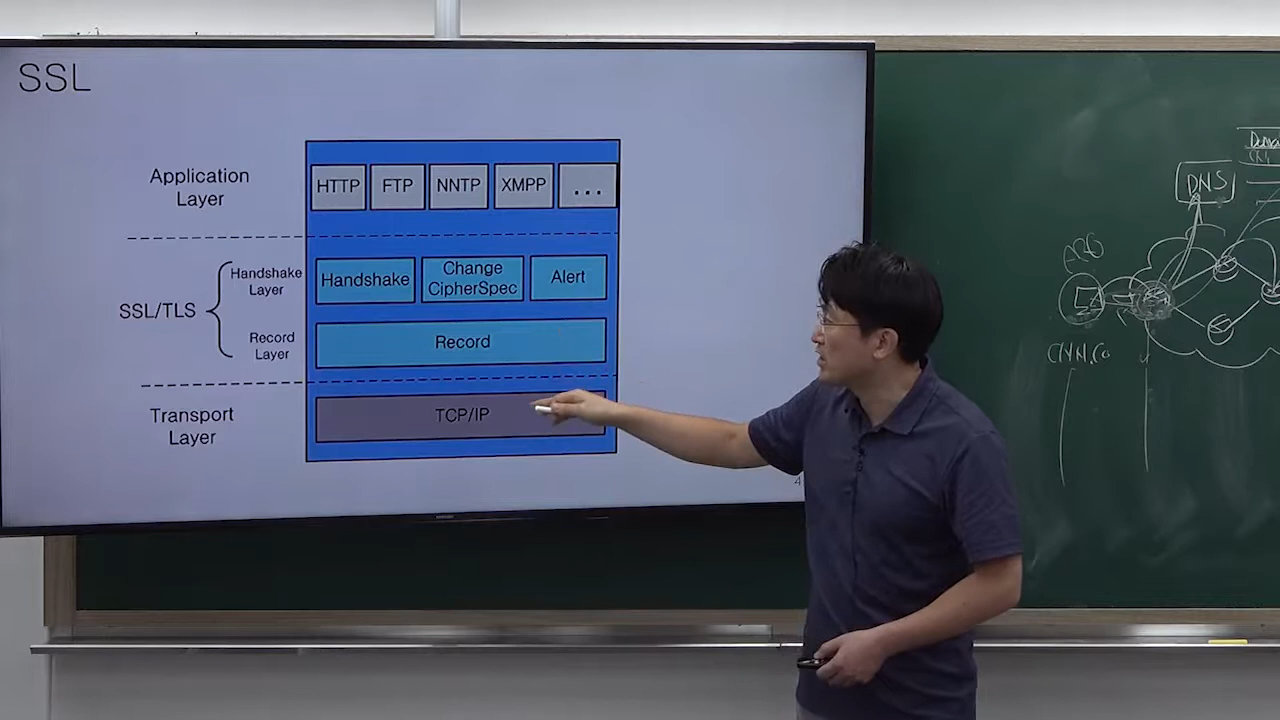 SSL
Application
Layer
HTTP
FTP
NNTP
XMPP
...
SSL/TLS
Handshake
Layer
Handshake
Change
CipherSpec
Alert
Record
Layer
Record
Transport
Layer
TCP/IP
4
DNS
CNN.Co